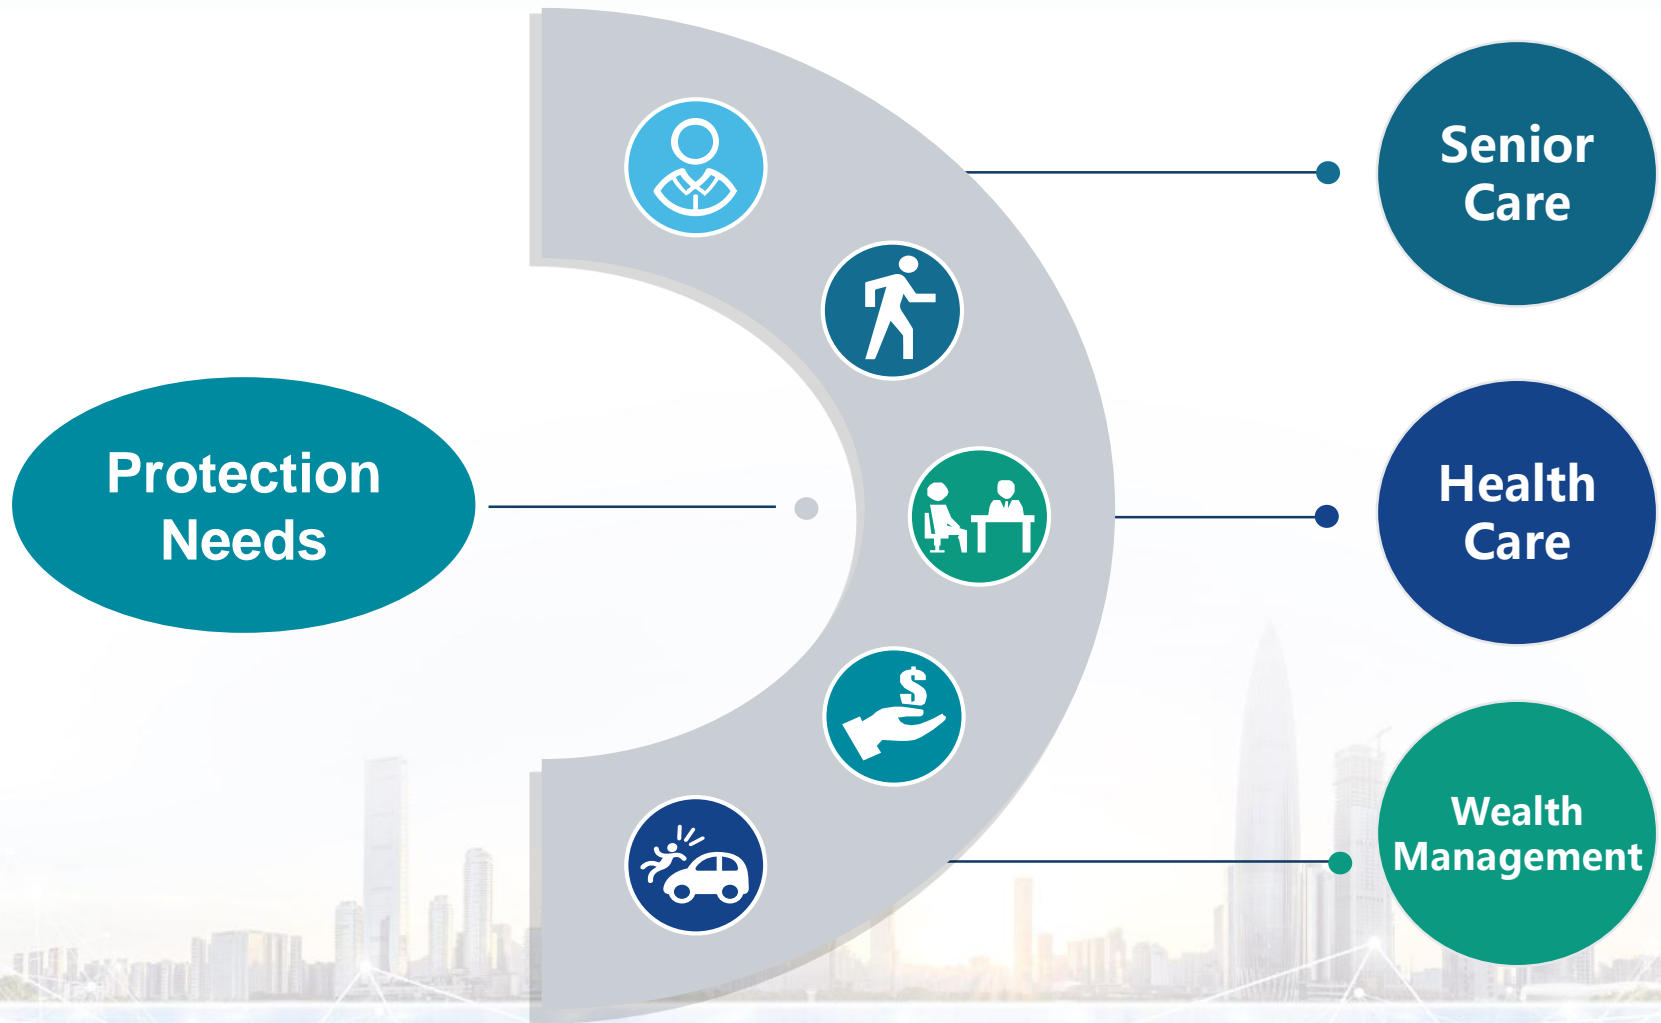 Protection
Needs
Senior
Care
Health
Care
Wealth
Management